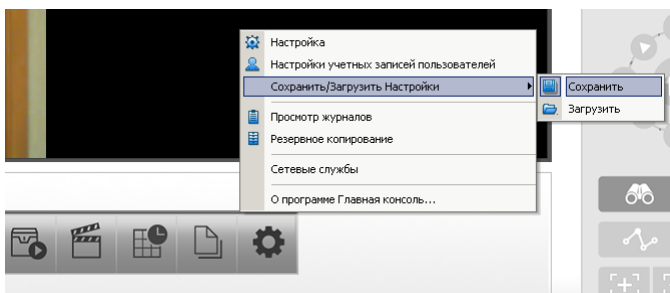 Настройка
Настройки учетных записей пользователей
Сохранить/Загрузить Настройки
Сохранить
Загрузить
Просмотр журналов
Резервное копирование
Сетевые службы
О программе Главная консоль...